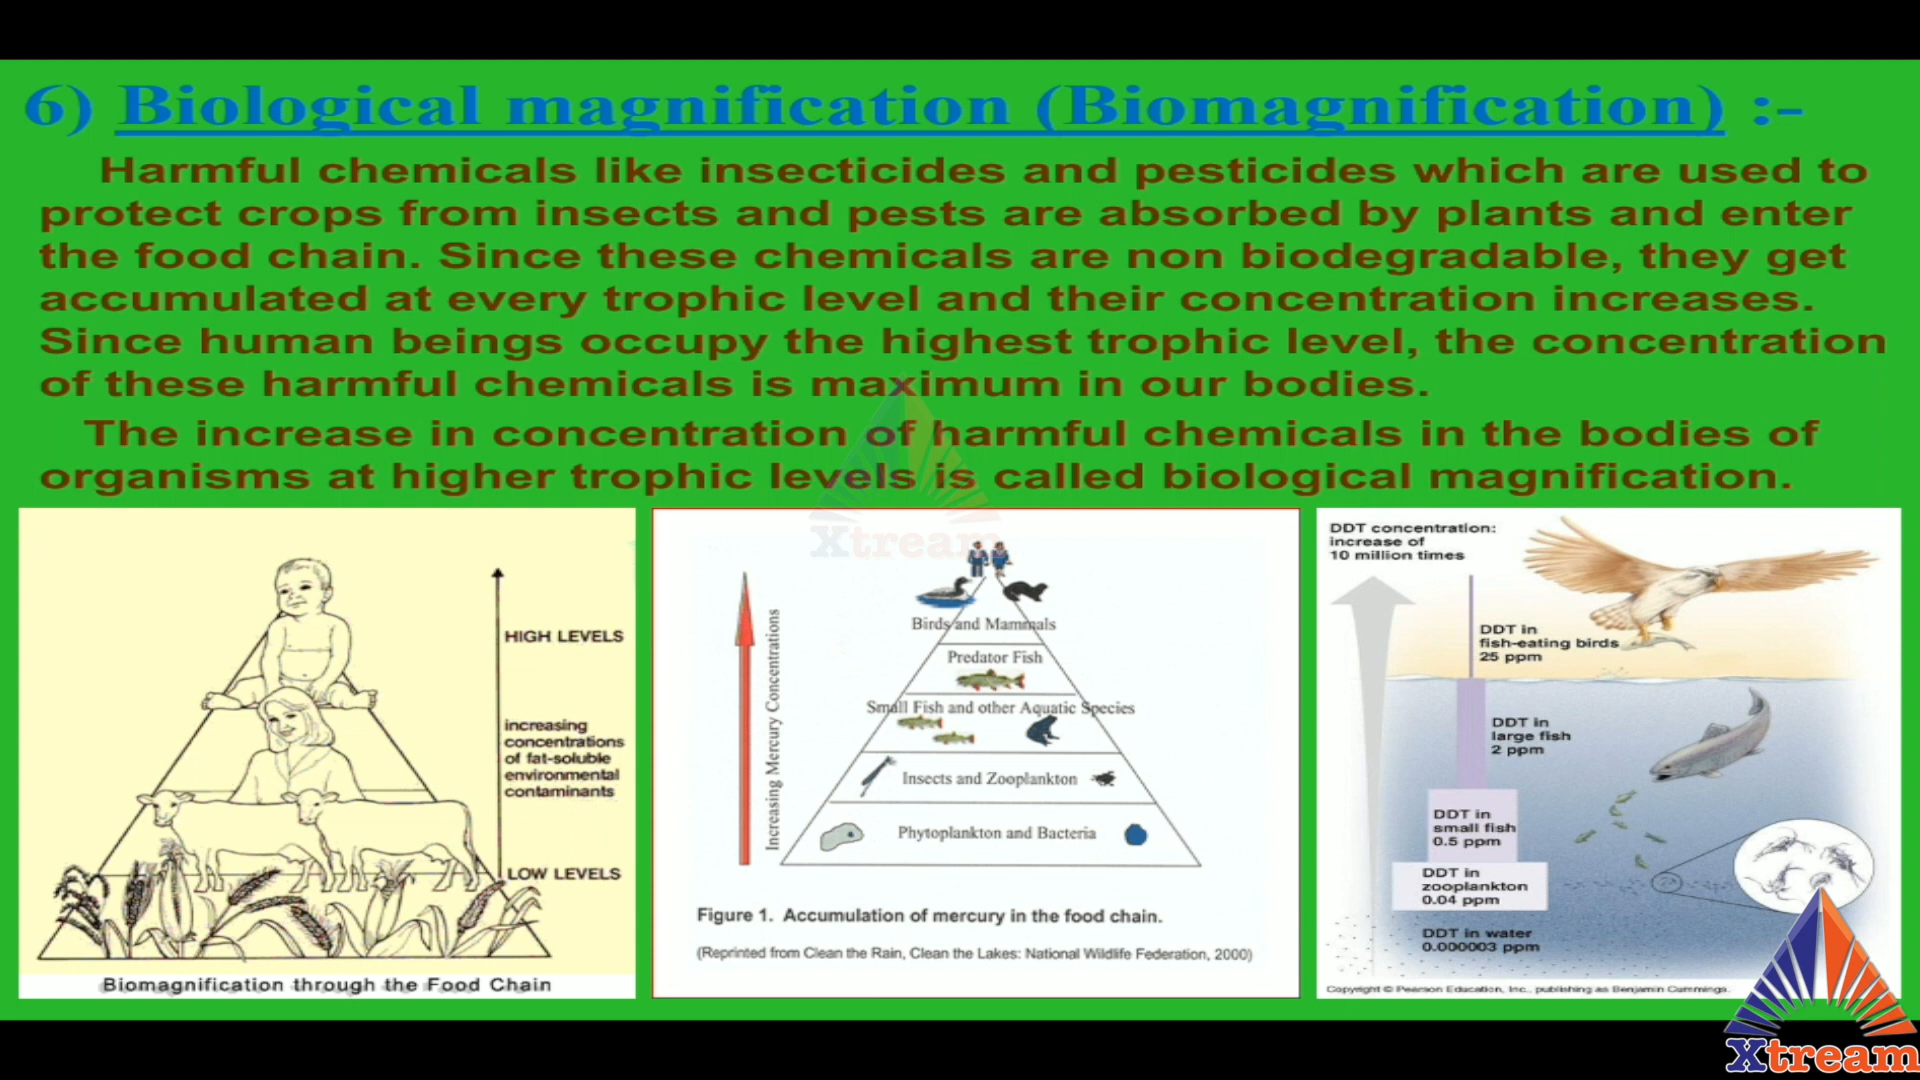 6) Biological magnification (Biomagnification) :-
Harmful chemicals like insecticides and pesticides which are used to
protect crops from insects and pests are absorbed by plants and enter
the food chain. Since these chemicals are non biodegradable, they get
accumulated at every trophic level and their concentration increases.
Since human beings occupy the highest trophic level, the concentration
of these harmful chemicals is maximum in our bodies.
The increase in concentration of harmful chemicals in the bodies of
organisms at higher trophic levels is called biological magnification.
Xtream
HIGH LEVELS
increasing
concentrations
of fat-soluble
environmental
contaminants
LOW LEVELS
Biomagnification through the Food Chain
Increasing Mercury Concentrations
Birds and Mammals
Predator Fish
Small Fish and other Aquatic Species
Insects and Zooplankton
Phytoplankton and Bacteria
Figure 1. Accumulation of mercury in the food chain.
(Reprinted from Clean the Rain, Clean the Lakes: National Wildlife Federation, 2000)
DDT concentration:
increase of
10 million times
DDT in
fish-eating birds
25 ppm
DDT in
large fish
2 ppm
DDT in
small fish
0.5 ppm
DDT in
zooplankton
0.04 ppm
DDT in water
0.000003 ppm
Copyright © Pearson Education, Inc., publishing as Benjamin Cummings.
Xtream